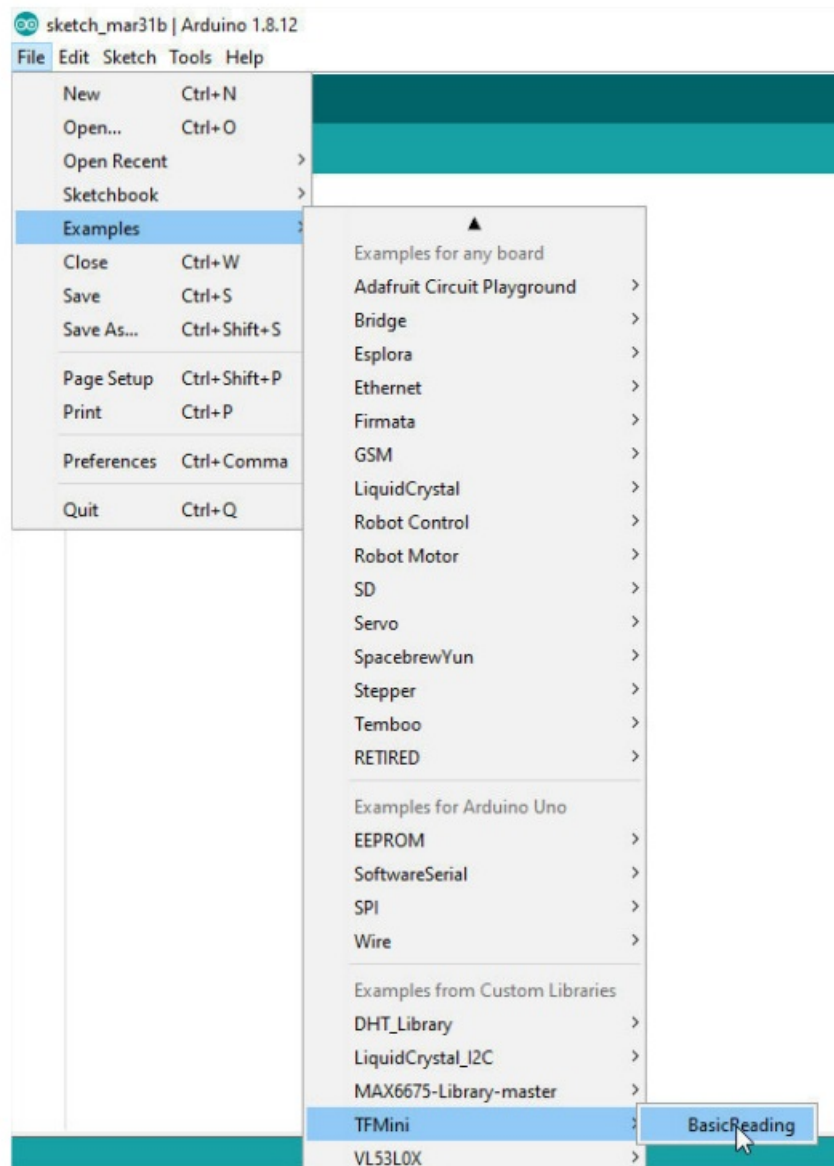 sketch_mar31b | Arduino 1.8.12
File Edit Sketch Tools Help
New Ctrl+N
Open... Ctrl+O
Open Recent
Sketchbook
Examples
Close Ctrl+W
Save Ctrl+S
Save As... Ctrl+Shift+S
Page Setup Ctrl+Shift+P
Print Ctrl+P
Preferences Ctrl+Comma
Quit Ctrl+Q
Examples for any board
Adafruit Circuit Playground
Bridge
Esplora
Ethernet
Firmata
GSM
LiquidCrystal
Robot Control
Robot Motor
SD
Servo
SpacebrewYun
Stepper
Temboo
RETIRED
Examples for Arduino Uno
EEPROM
SoftwareSerial
SPI
Wire
Examples from Custom Libraries
DHT_Library
LiquidCrystal_I2C
MAX6675-Library-master
TFMini
BasicReading
VL53L0X